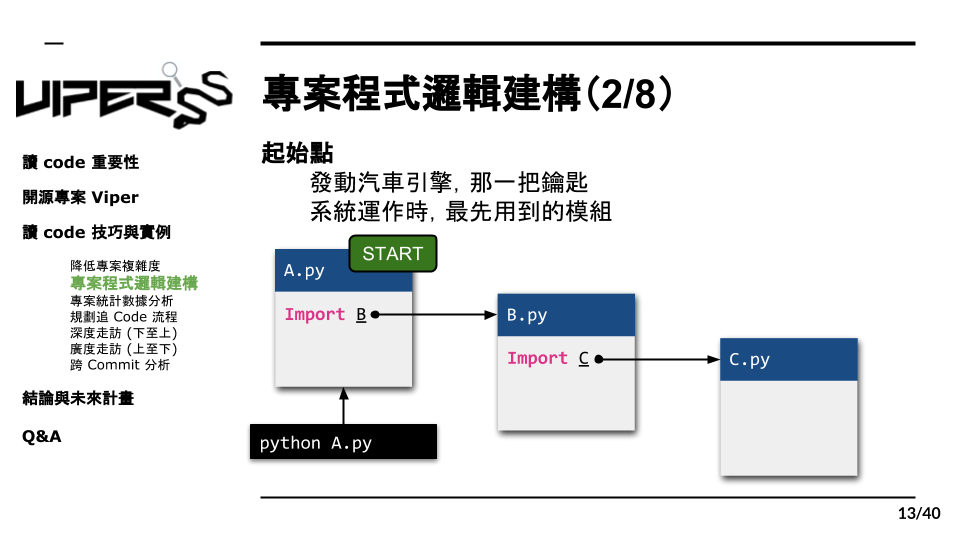 VIPER
專案程式邏輯建構(2/8)
讀 code 重要性
開源專案 Viper
讀 code 技巧與實例
降低專案複雜度
專案程式邏輯建構
專案統計數據分析
規劃追 Code 流程
深度走訪 (下至上)
廣度走訪 (上至下)
跨 Commit 分析
結論與未來計畫
Q&A
起始點
發動汽車引擎, 那一把鑰匙
系統運作時, 最先用到的模組
START
A.py
Import B
B.py
Import C
C.py
python A.py
13/40